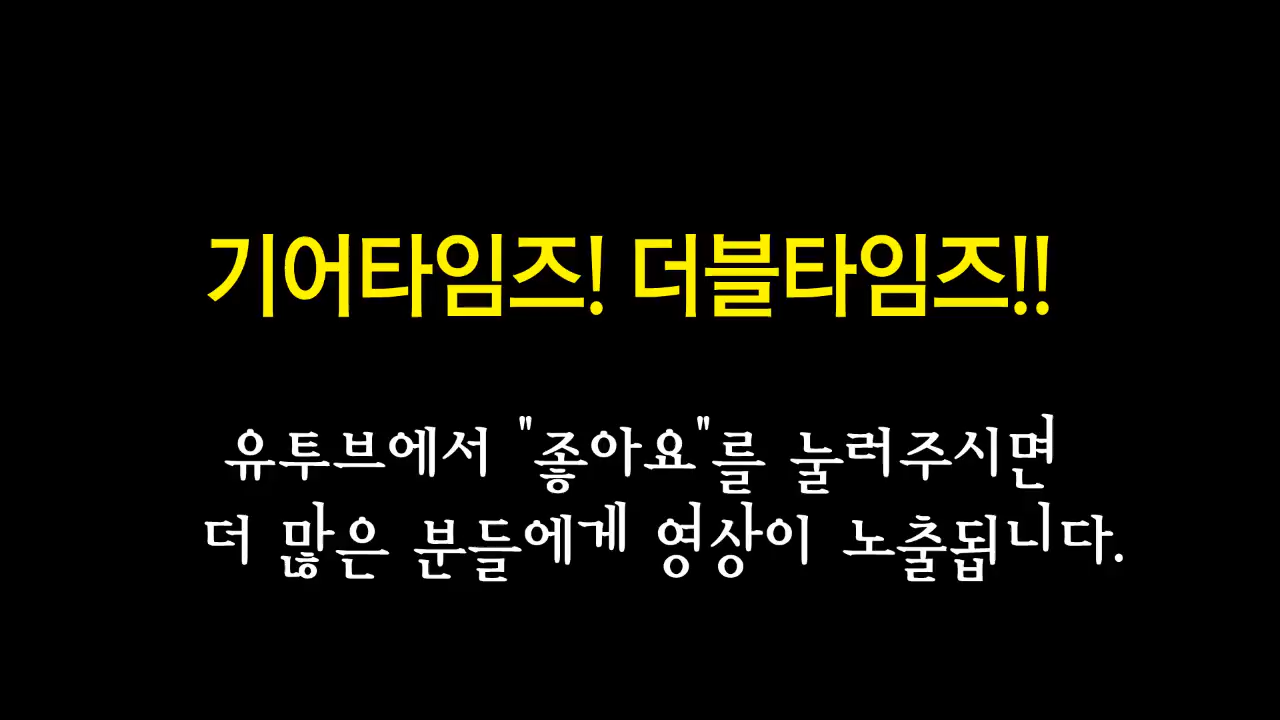 기어타임즈! 더블타임즈!!
유투브에서 "좋아요"를 눌러주시면
더 많은 분들에게 영상이 노출됩니다.